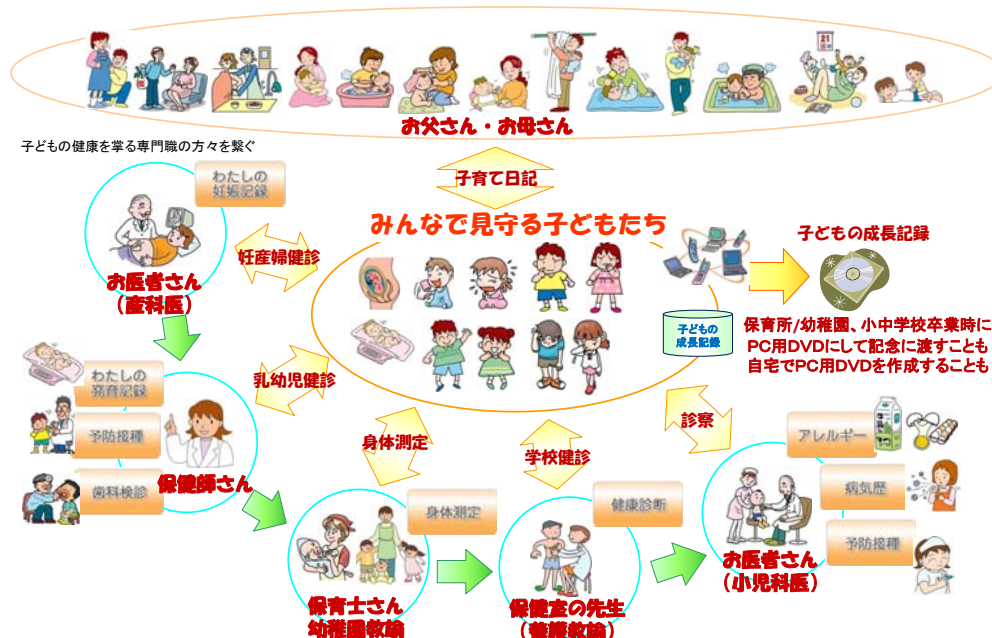 お父さん・お母さん
子どもの健康を掌る専門職の方々を繋ぐ
子育て日記
わたしの
妊娠記録
みんなで見守る子どもたち
妊産婦健診
お医者さん
(産科医)
子どもの成長記録
子どもの
成長記録
保育所/幼稚園、小中学校卒業時に
PC用DVDにして記念に渡すことも
自宅でPC用DVDを作成することも
わたしの
発育記録
乳幼児健診
予防接種
保健師さん
歯科検診
身体測定
学校健診
診察
アレルギー
病気歴
予防接種
身体測定
健康診断
お医者さん
(小児科医)
保育士さん
幼稚園教諭
保健室の先生
(養護教諭)
21